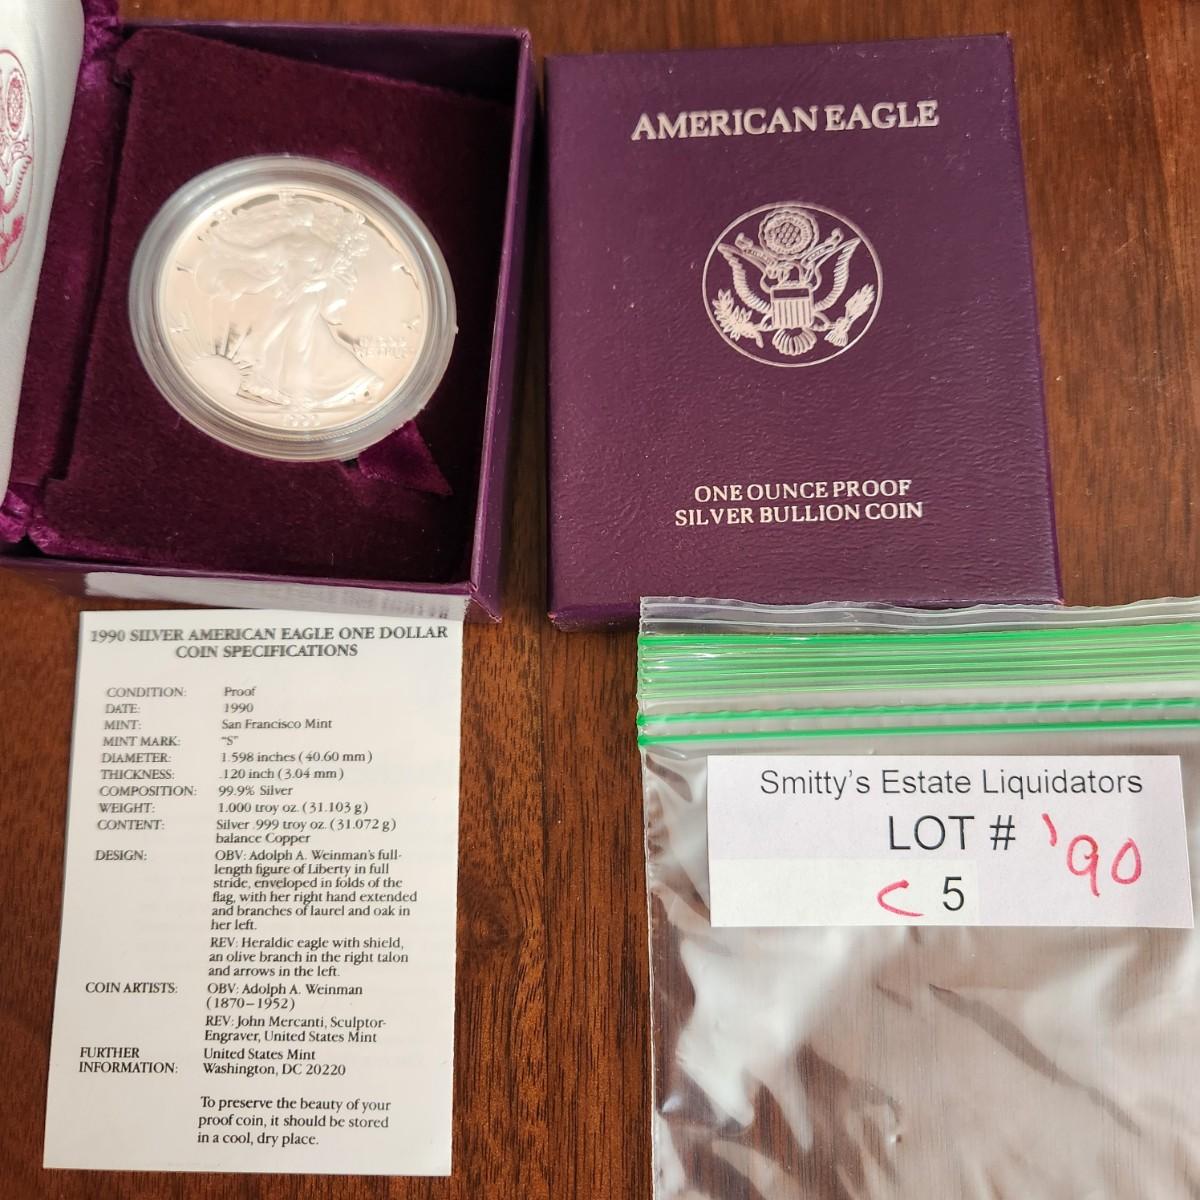 IN GOD
WE TRUST
1990
AMERICAN EAGLE
ONE OUNCE PROOF
SILVER BULLION COIN
1990 SILVER AMERICAN EAGLE ONE DOLLAR
COIN SPECIFICATIONS
CONDITION: Proof
DATE: 1990
MINT: San Francisco Mint
MINT MARK: "S"
DIAMETER: 1.598 inches (40.60 mm)
THICKNESS: .120 inch (3.04 mm)
COMPOSITION: 99.9% Silver
WEIGHT: 1.000 troy oz. (31.103 g)
CONTENT: Silver .999 troy oz. (31.072 g)
balance Copper
DESIGN: OBV: Adolph A. Weinman's full-
length figure of Liberty in full
stride, enveloped in folds of the
flag, with her right hand extended
and branches of laurel and oak in
her left.
REV: Heraldic eagle with shield,
an olive branch in the right talon
and arrows in the left.
COIN ARTISTS: OBV: Adolph A. Weinman
(1870–1952)
REV: John Mercanti, Sculptor-
Engraver, United States Mint
FURTHER United States Mint
INFORMATION: Washington, DC 20220
To preserve the beauty of your
proof coin, it should be stored
in a cool, dry place.
Smitty's Estate Liquidators
LOT # '90
C 5